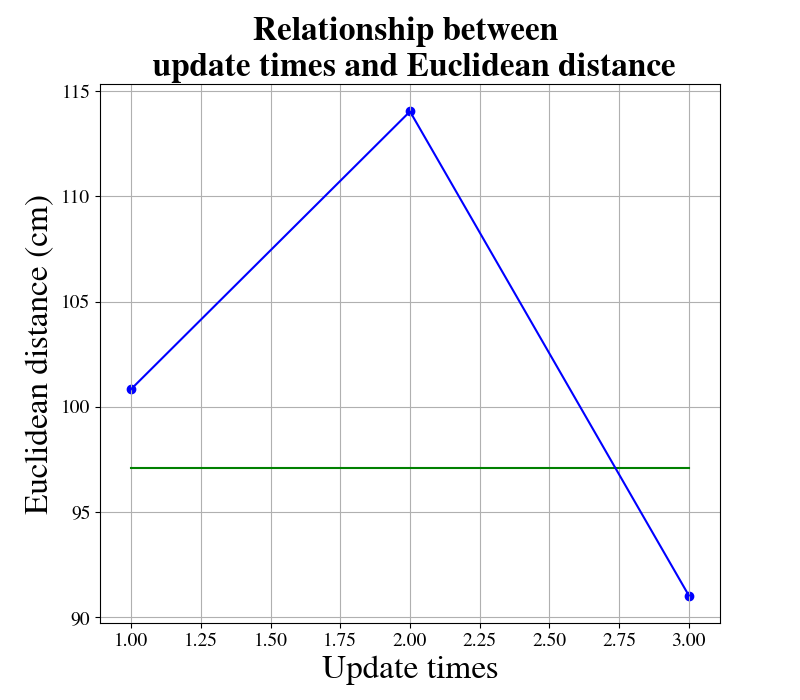 Relationship between
update times and Euclidean distance
Euclidean distance (cm)
115
110
105
100
95
90
1.00 1.25 1.50 1.75 2.00 2.25 2.50 2.75 3.00
Update times